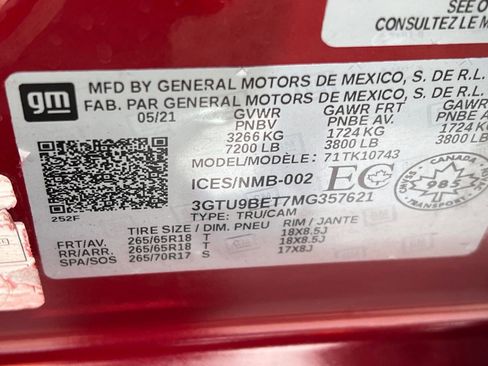 SEE O
CONSULTEZ LE M
gm
MFD BY GENERAL MOTORS DE MEXICO, S. DE R.L.
FAB. PAR GENERAL MOTORS DE MEXICO, S. DE R.L.
05/21 GVWR GAWR FRT GAWR
PNBV PNBE AV. PNBE A
3266 KG 1724 KG 1724 K
7200 LB 3800 LB 3800 L
MODEL/MODÈLE: 71TK10743
ICES/NMB-002 EC
CANADA
985
TRANSPORT
3GTU9BET7MG357621
252F
TYPE: TRU/CAM
TIRE SIZE / DIM. PNEU RIM / JANTE
FRT/AV. 265/65R18 T 18X8.5J
RR/ARR. 265/65R18 T 18X8.5J
SPA/SOS 265/70R17 S 17X8J